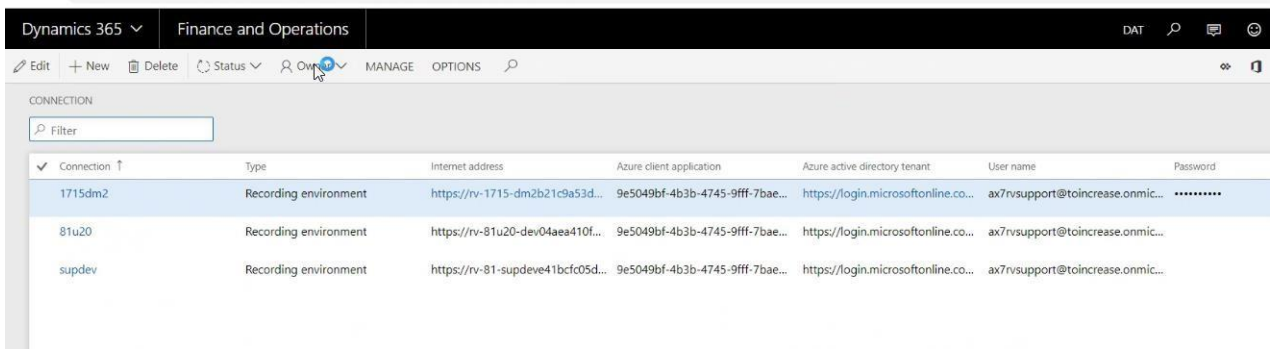 Dynamics 365 Finance and Operations DAT
Edit New Delete Status Owner MANAGE OPTIONS
CONNECTION
Filter
Connection Type Internet address Azure client application Azure active directory tenant User name Password
1715dm2 Recording environment https://rv-1715-dm2b21c9a53d... 9e5049bf-4b3b-4745-9fff-7bae... https://login.microsoftonline.co... ax7rvsupport@toincrease.onmic... ••••••••••
81u20 Recording environment https://rv-81u20-dev04aea410f... 9e5049bf-4b3b-4745-9fff-7bae... https://login.microsoftonline.co... ax7rvsupport@toincrease.onmic...
supdev Recording environment https://rv-81-supdeve41bcfc05d... 9e5049bf-4b3b-4745-9fff-7bae... https://login.microsoftonline.co... ax7rvsupport@toincrease.onmic...